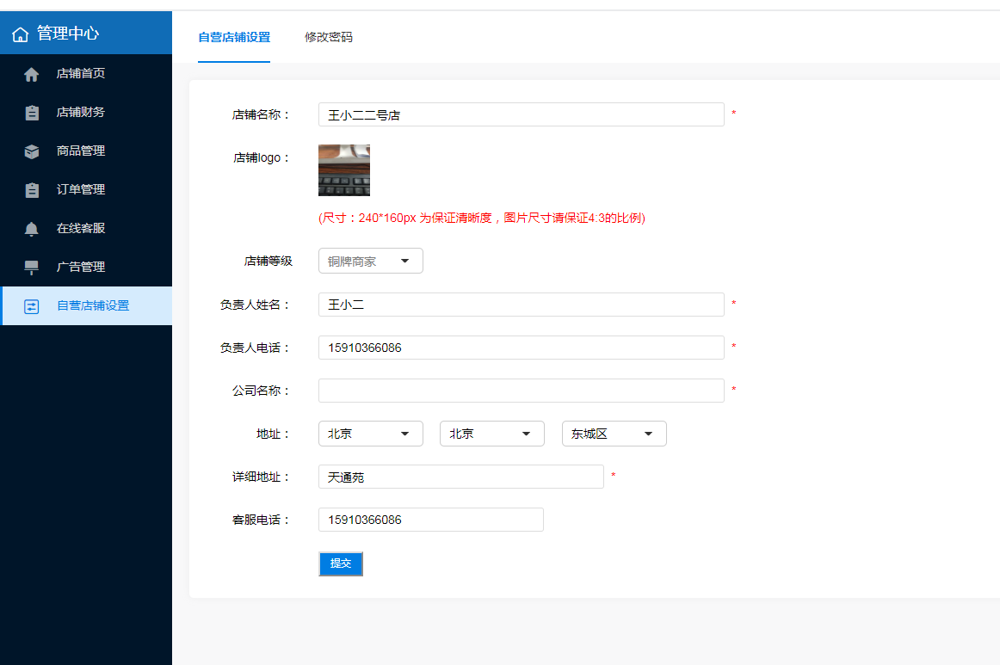 管理中心
店铺首页
店铺财务
商品管理
订单管理
在线客服
广告管理
自营店铺设置
自营店铺设置 修改密码
店铺名称： 王小二二号店 *
店铺logo：
(尺寸：240*160px 为保证清晰度，图片尺寸请保证4:3的比例)
店铺等级 铜牌商家
负责人姓名： 王小二 *
负责人电话： 15910366086 *
公司名称： *
地址： 北京 北京 东城区
详细地址： 天通苑 *
客服电话： 15910366086
提交